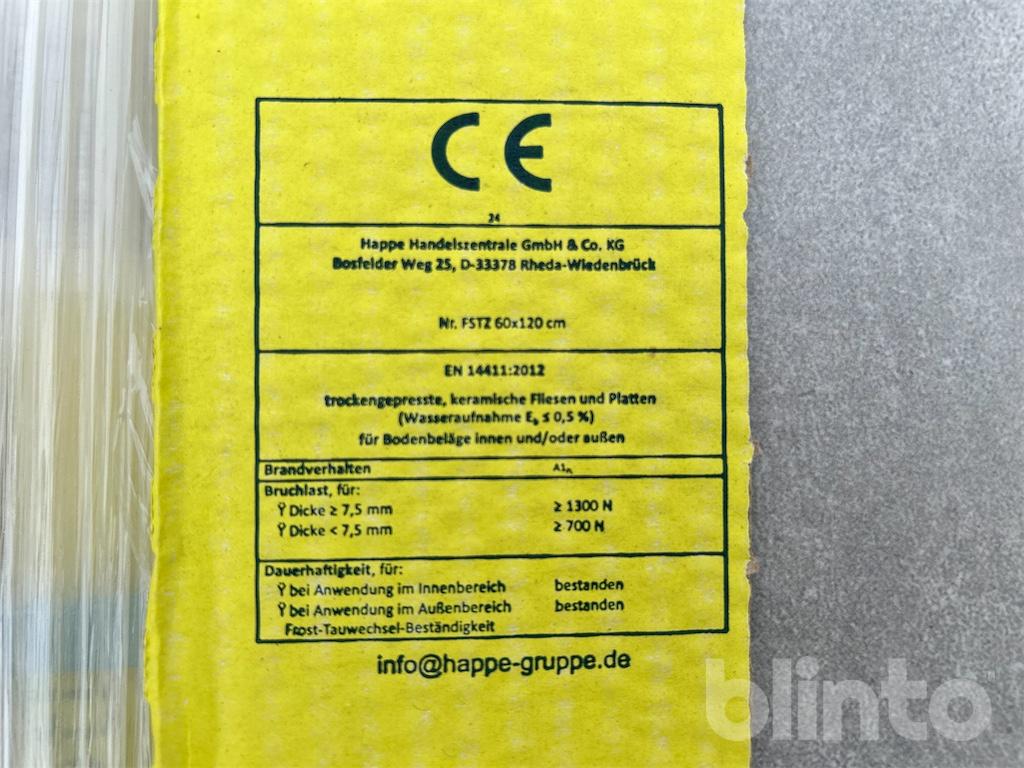 CE
24
Happe Handelszentrale GmbH & Co. KG
Bosfelder Weg 25, D-33378 Rheda-Wiedenbrück
Nr. FSTZ 60x120 cm
EN 14411:2012
trockengepresste, keramische Fliesen und Platten
(Wasseraufnahme Eb ≤ 0,5 %)
für Bodenbeläge innen und/oder außen
Brandverhalten A1fl
Bruchlast, für:
Ÿ Dicke ≥ 7,5 mm ≥ 1300 N
Ÿ Dicke < 7,5 mm ≥ 700 N
Dauerhaftigkeit, für:
Ÿ bei Anwendung im Innenbereich bestanden
Ÿ bei Anwendung im Außenbereich bestanden
Frost-Tauwechsel-Beständigkeit
info@happe-gruppe.de
blinto